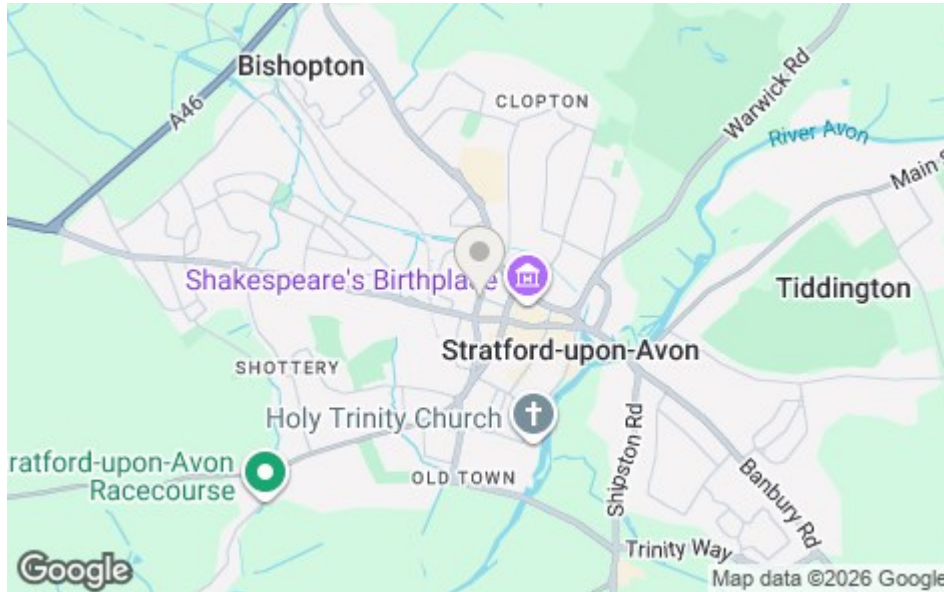 Bishopton
CLOPTON
A46
Warwick Rd
River Avon
Main
Shakespeare's Birthplace
Tiddington
Stratford-upon-Avon
SHOTTERY
Holy Trinity Church
Shipston Rd
ratford-upon-Avon
Racecourse
OLD TOWN
Banbury Rd
Trinity Way
Google
Map data ©2026 Google